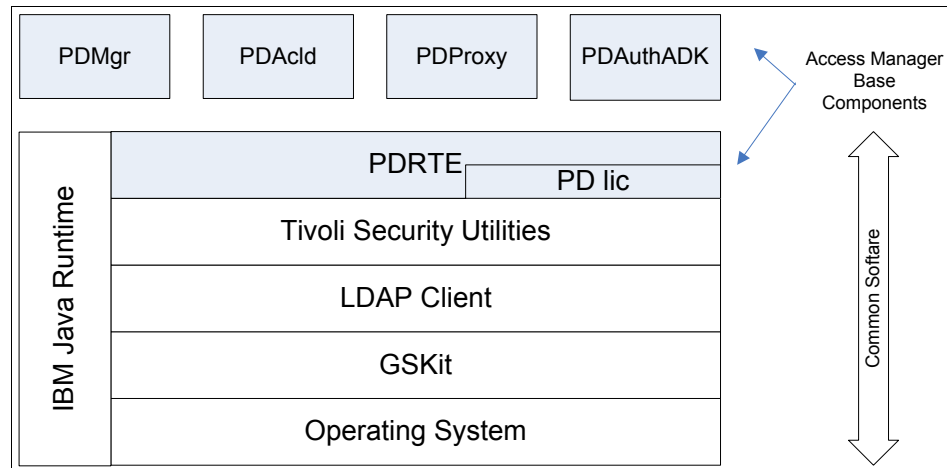 PDMgr
PDAcld
PDProxy
PDAuthADK
Access Manager
Base
Components
IBM Java Runtime
PDRTE
PD lic
Tivoli Security Utilities
LDAP Client
GSKit
Operating System
Common Softare